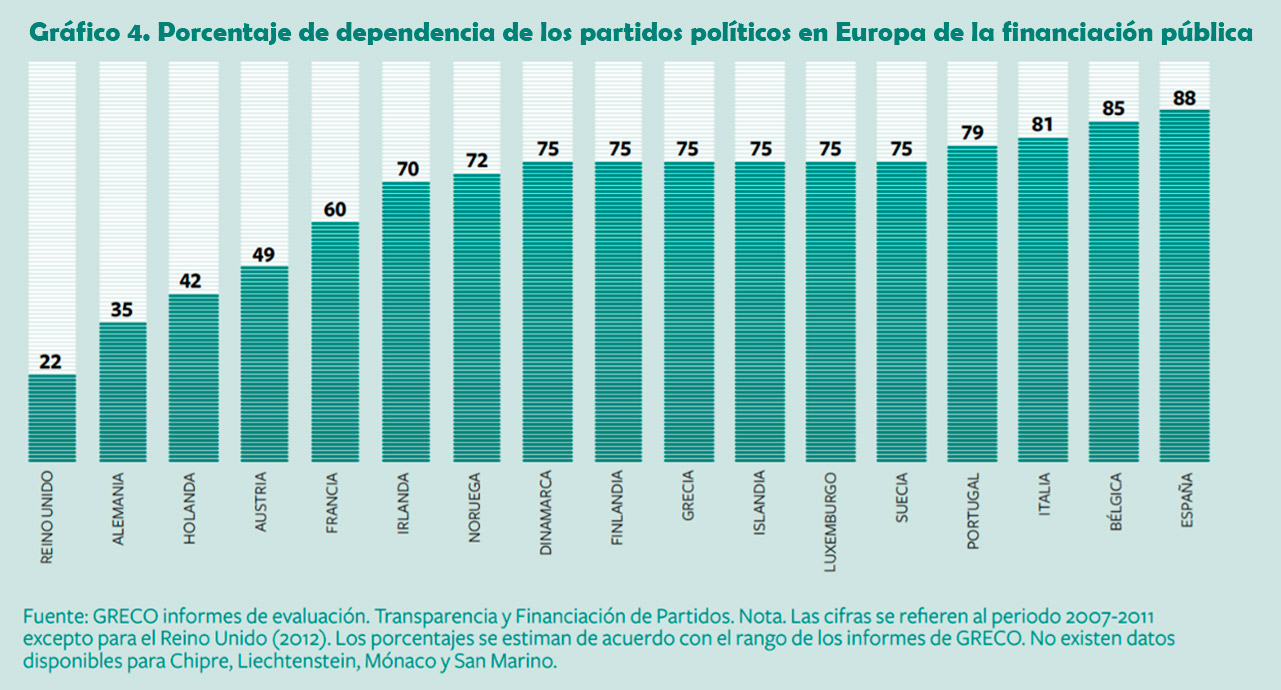 Gráfico 4. Porcentaje de dependencia de los partidos políticos en Europa de la financiación pública
22
35
42
49
60
70
72
75
75
75
75
75
75
79
81
85
88
REINO UNIDO
ALEMANIA
HOLANDA
AUSTRIA
FRANCIA
IRLANDA
NORUEGA
DINAMARCA
FINLANDIA
GRECIA
ISLANDIA
LUXEMBURGO
SUECIA
PORTUGAL
ITALIA
BÉLGICA
ESPAÑA
Fuente: GRECO informes de evaluación. Transparencia y Financiación de Partidos. Nota. Las cifras se refieren al periodo 2007-2011
excepto para el Reino Unido (2012). Los porcentajes se estiman de acuerdo con el rango de los informes de GRECO. No existen datos
disponibles para Chipre, Liechtenstein, Mónaco y San Marino.